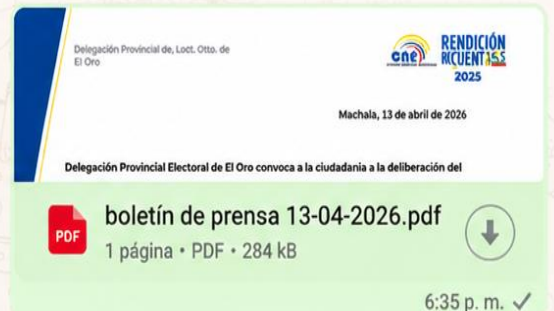 Delegación Provincial de, Loct. Otto. de
El Oro
cne
RENDICIÓN
2025
Machala, 13 de abril de 2026
Delegación Provincial Electoral de El Oro convoca a la ciudadania a la deliberación del
PDF
boletín de prensa 13-04-2026.pdf
1 página • PDF • 284 kB
6:35 p. m.